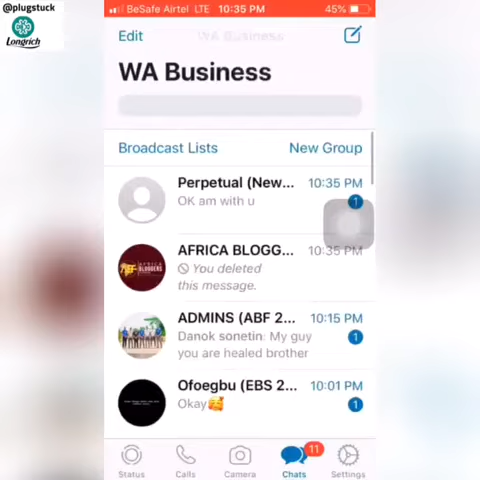 @plugstuck
Longrich
BeSafe Airtel LTE 10:35 PM 45%
Edit WA Business
WA Business
Broadcast Lists New Group
Perpetual (New... 10:35 PM
OK am with u 1
AFRICA BLOGG... 10:35 PM
You deleted
this message.
ADMINS (ABF 2... 10:15 PM
Danok sonetin: My guy 1
you are healed brother
Ofoegbu (EBS 2... 10:01 PM
Okay🥰 1
11
Status Calls Camera Chats Settings